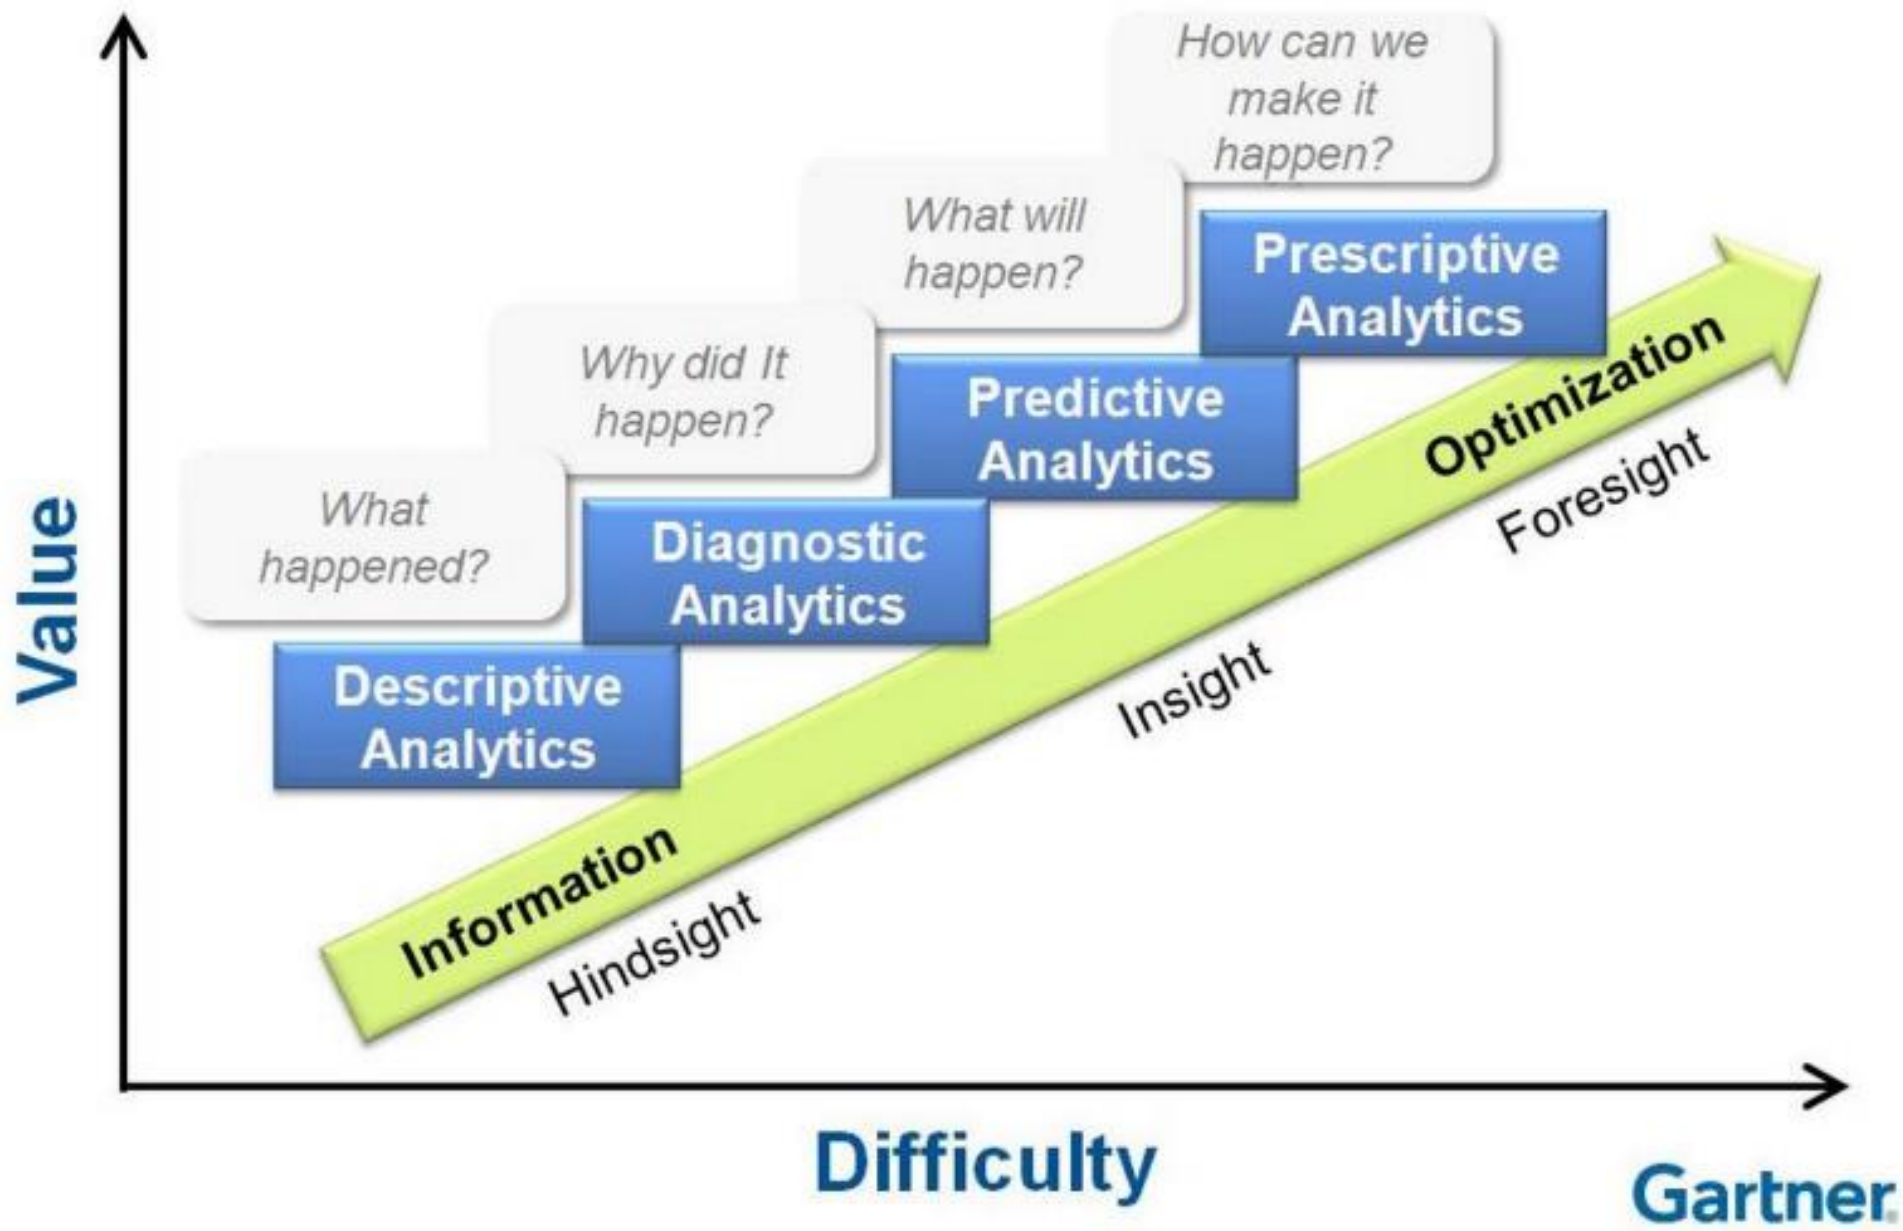 How can we
make it
happen?
What will
happen?
Prescriptive
Analytics
Why did It
happen?
Predictive
Analytics
What
happened?
Diagnostic
Analytics
Descriptive
Analytics
Optimization
Foresight
Insight
Information
Hindsight
Value
Difficulty
Gartner